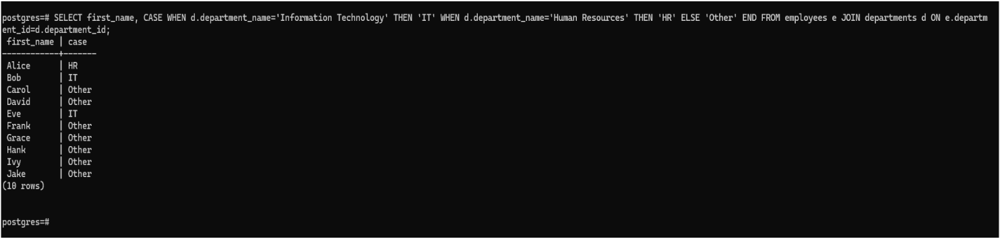 postgres=# SELECT first_name, CASE WHEN d.department_name='Information Technology' THEN 'IT' WHEN d.department_name='Human Resources' THEN 'HR' ELSE 'Other' END FROM employees e JOIN departments d ON e.departm
ent_id=d.department_id;
 first_name | case
------------+-------
 Alice      | HR
 Bob        | IT
 Carol      | Other
 David      | Other
 Eve        | IT
 Frank      | Other
 Grace      | Other
 Hank       | Other
 Ivy        | Other
 Jake       | Other
(10 rows)
postgres=#